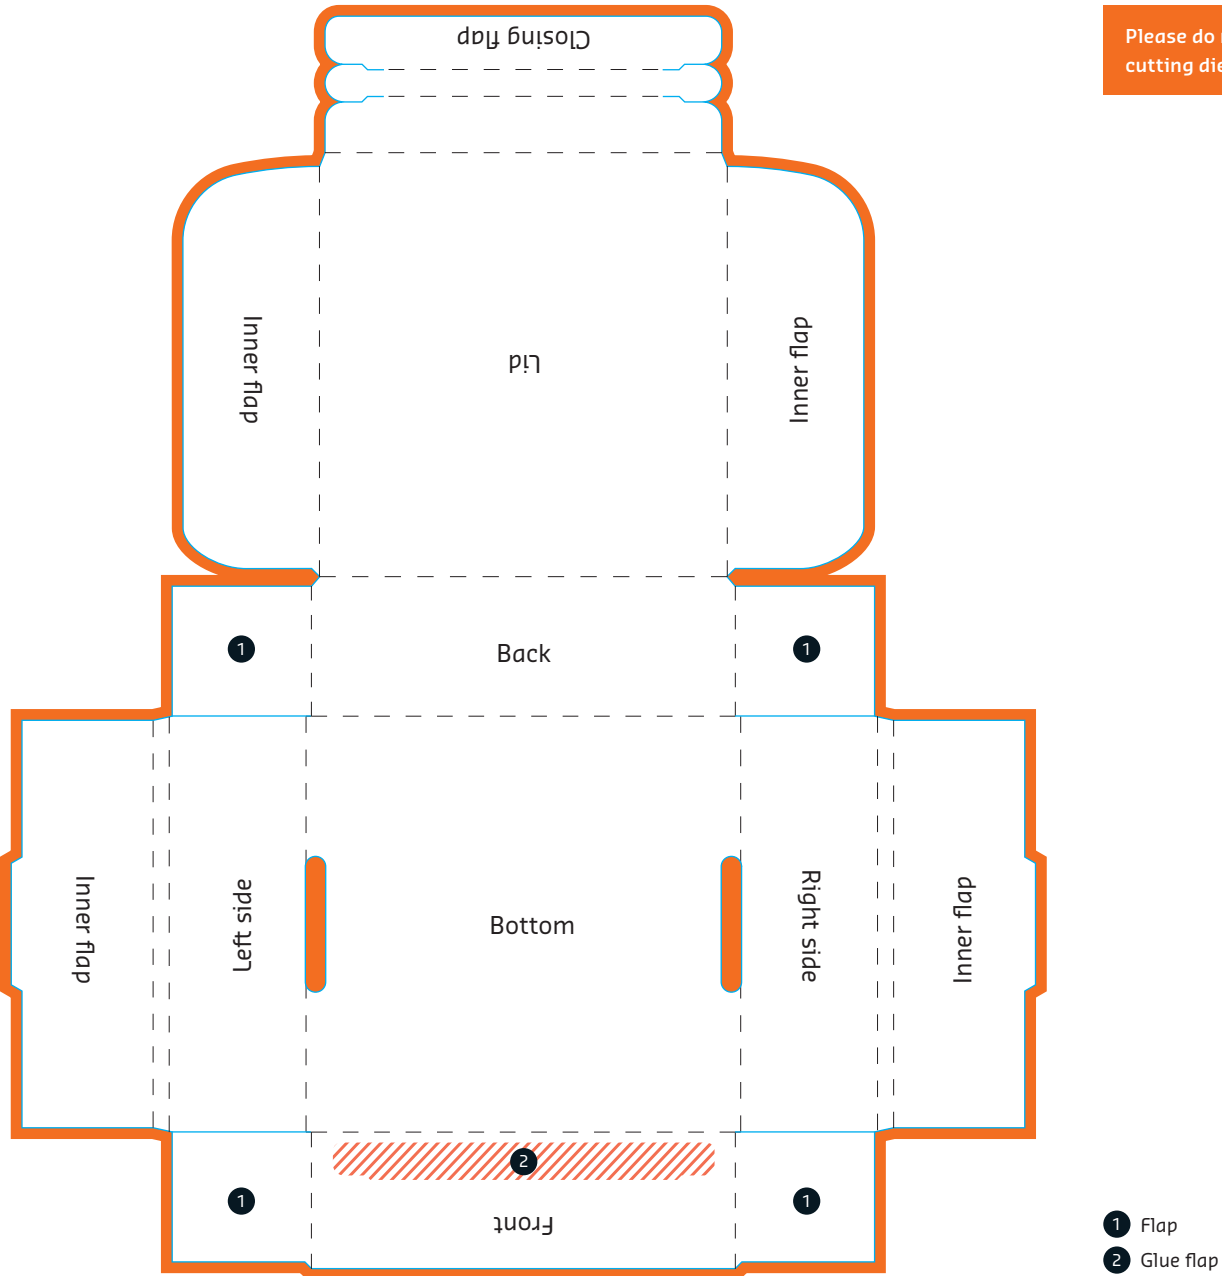 Closing flap
Please do
cutting die
Inner flap
Lid
Inner flap
1
Back
1
Inner flap
Left side
Bottom
Right side
Inner flap
2
1
Front
1
1 Flap
2 Glue flap